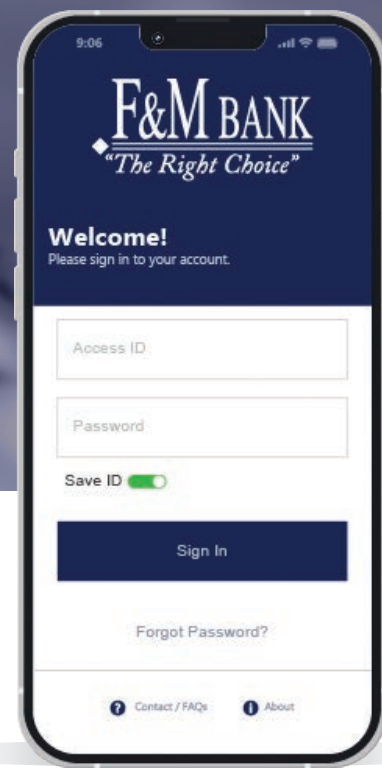 9:06
F&M BANK
"The Right Choice"
Welcome!
Please sign in to your account.
Access ID
Password
Save ID
Sign In
Forgot Password?
Contact / FAQs
About